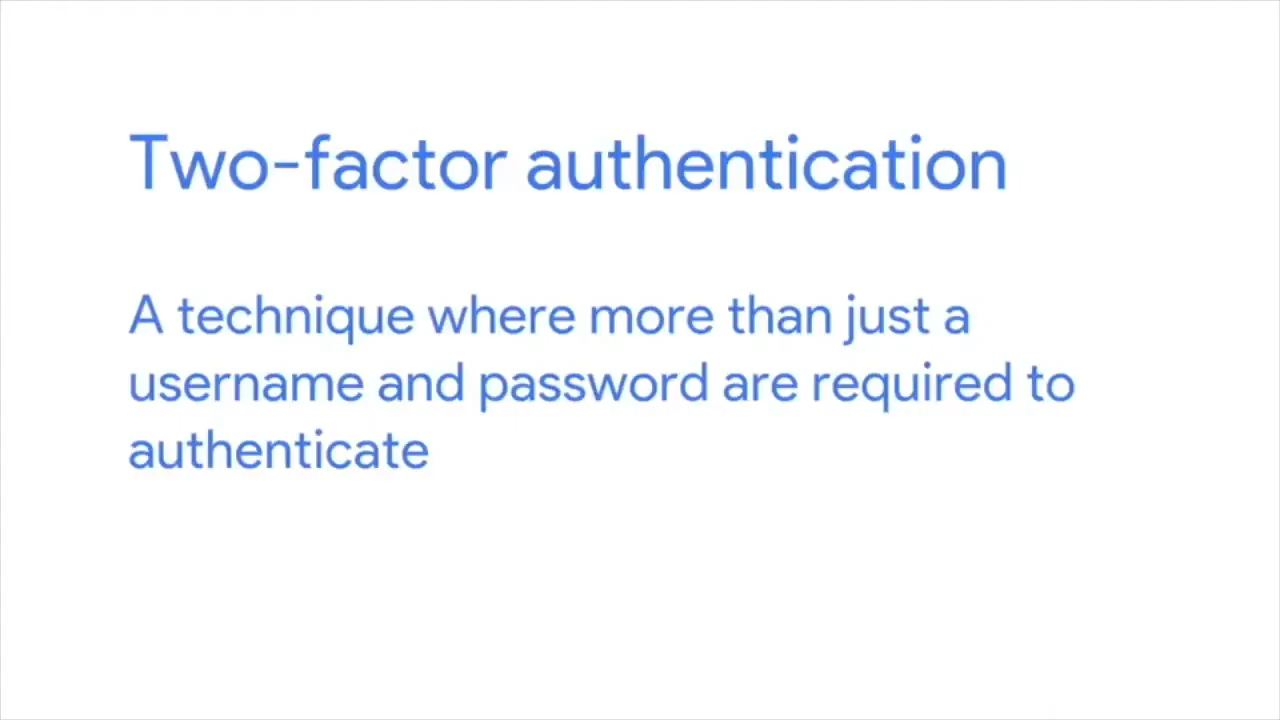 Two-factor authentication
A technique where more than just a
username and password are required to
authenticate